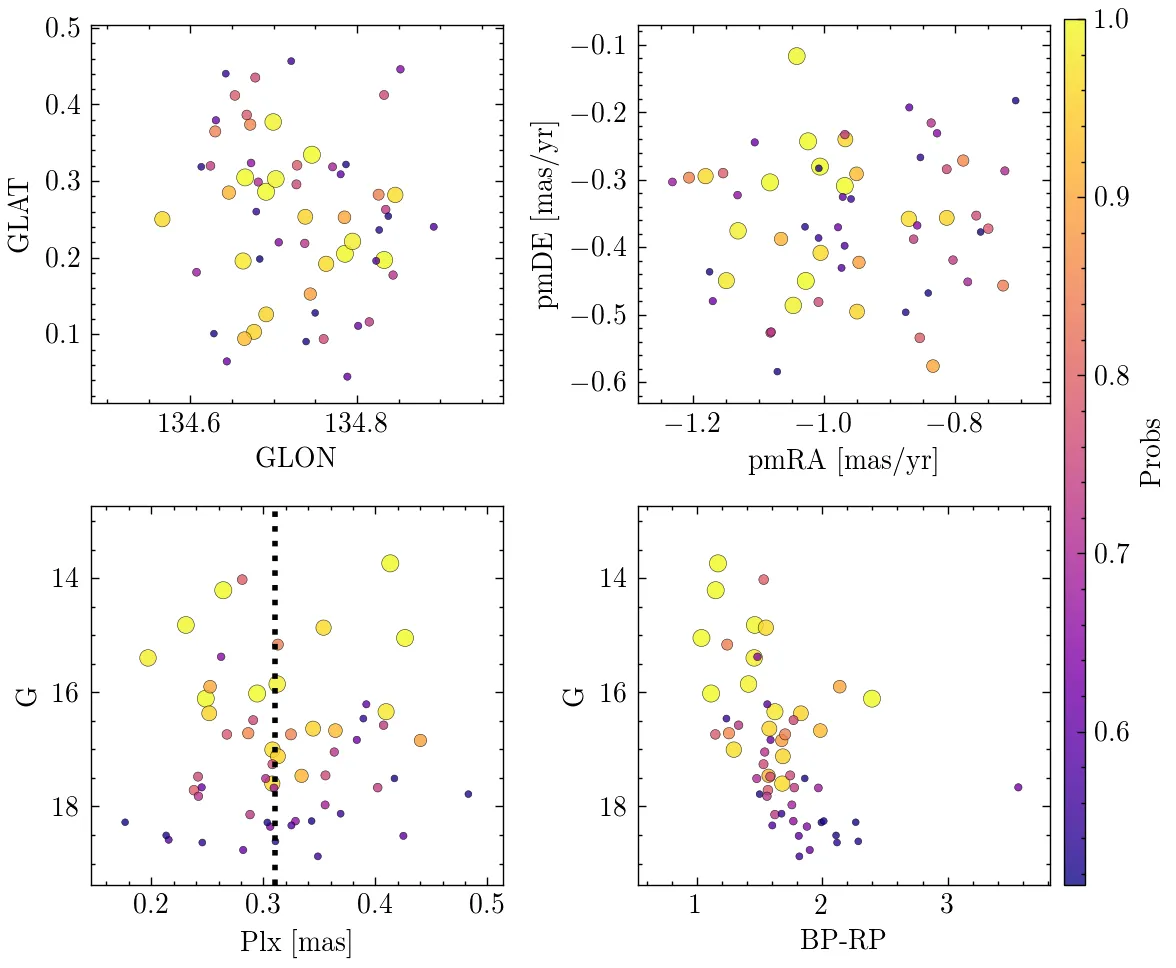 0.5
0.4
0.3
0.2
0.1
GLAT
134.6 134.8
GLON
−0.1
−0.2
−0.3
−0.4
−0.5
−0.6
pmDE [mas/yr]
−1.2 −1.0 −0.8
pmRA [mas/yr]
1.0
0.9
0.8
0.7
0.6
Probs
14
16
18
G
0.2 0.3 0.4 0.5
Plx [mas]
14
16
18
G
1 2 3
BP-RP